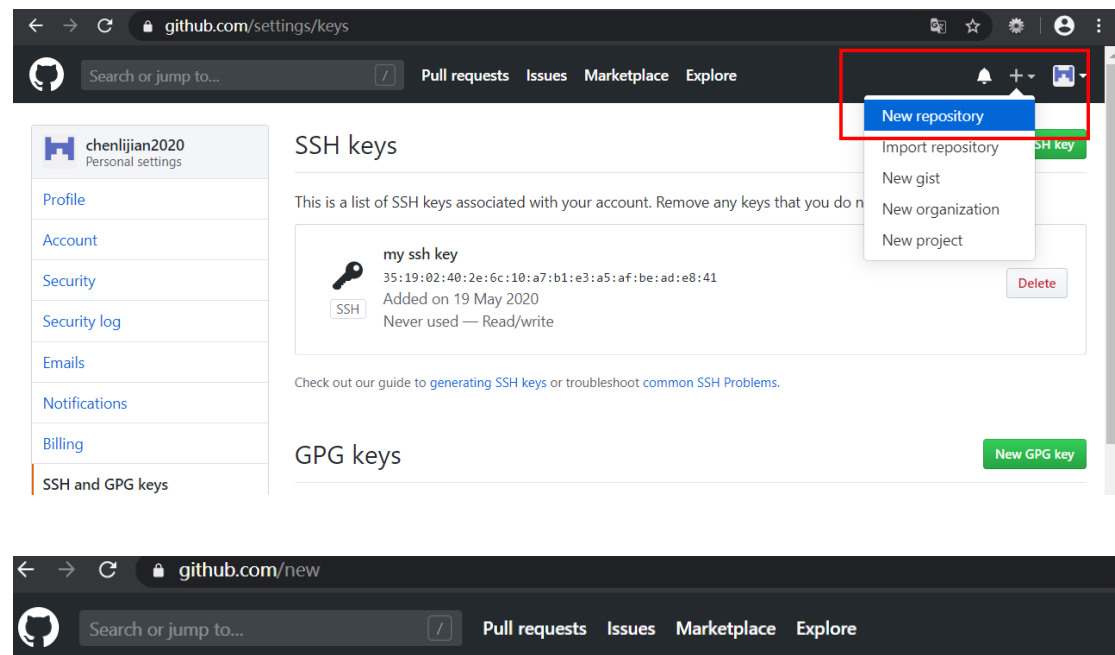 github.com/settings/keys
Search or jump to...
/
Pull requests Issues Marketplace Explore
New repository
Import repository
New gist
New organization
New project
chenlijian2020
Personal settings
Profile
Account
Security
Security log
Emails
Notifications
Billing
SSH and GPG keys
SSH keys
SH key
This is a list of SSH keys associated with your account. Remove any keys that you do n
my ssh key
35:19:02:40:2e:6c:10:a7:b1:e3:a5:af:be:ad:e8:41
SSH
Added on 19 May 2020
Never used — Read/write
Delete
Check out our guide to generating SSH keys or troubleshoot common SSH Problems.
GPG keys
New GPG key
github.com/new
Search or jump to...
/
Pull requests Issues Marketplace Explore